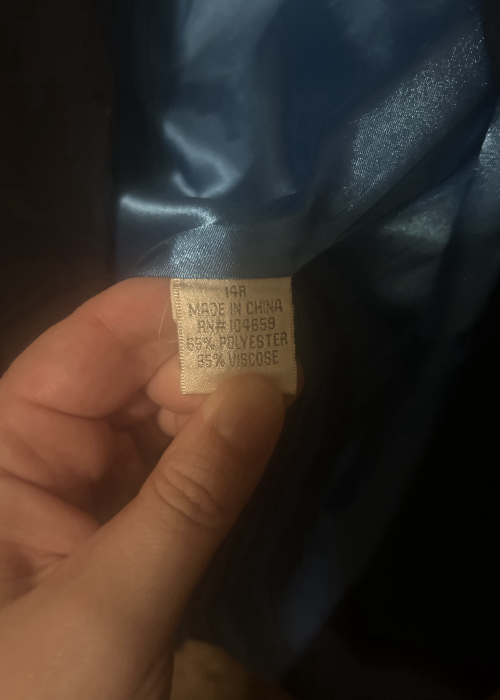 14R
MADE IN CHINA
RN# 104659
65% POLYESTER
35% VISCOSE